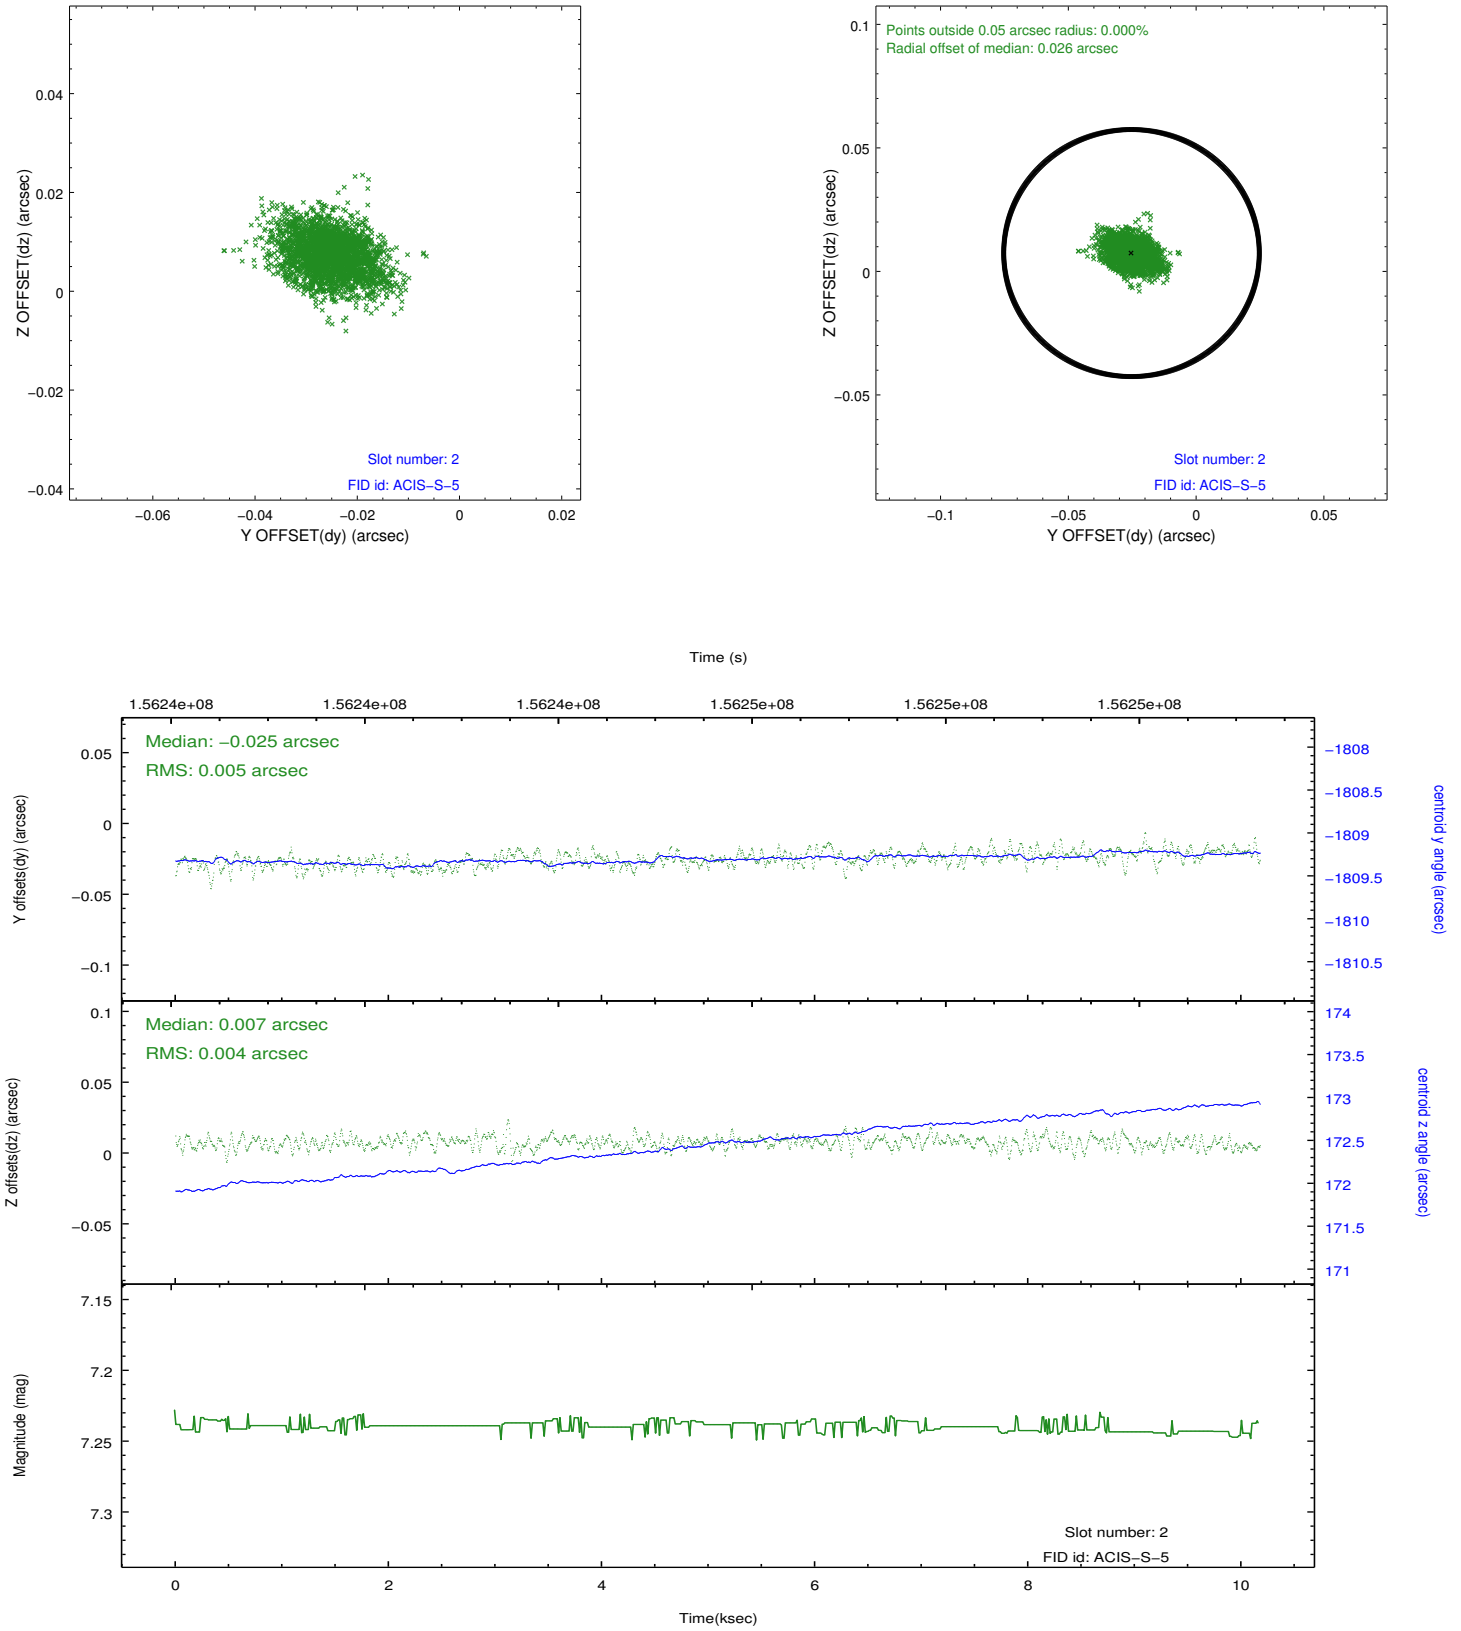 0.04
0.02
0
−0.02
−0.04
Z OFFSET(dz) (arcsec)
Slot number: 2
FID id: ACIS−S−5
−0.06
−0.04
−0.02
0
0.02
Y OFFSET(dy) (arcsec)
Points outside 0.05 arcsec radius: 0.000%
Radial offset of median: 0.026 arcsec
0.1
0.05
0
−0.05
Z OFFSET(dz) (arcsec)
Slot number: 2
FID id: ACIS−S−5
−0.1
−0.05
0
0.05
Y OFFSET(dy) (arcsec)
Time (s)
1.5624e+08
1.5624e+08
1.5624e+08
1.5625e+08
1.5625e+08
1.5625e+08
Median: −0.025 arcsec
RMS: 0.005 arcsec
0.05
0
−0.05
−0.1
Y offsets(dy) (arcsec)
−1808
−1808.5
−1809
−1809.5
−1810
−1810.5
centroid y angle (arcsec)
Median: 0.007 arcsec
RMS: 0.004 arcsec
0.1
0.05
0
−0.05
Z offsets(dz) (arcsec)
174
173.5
173
172.5
172
171.5
171
centroid z angle (arcsec)
7.15
7.2
7.25
7.3
Magnitude (mag)
Slot number: 2
FID id: ACIS−S−5
0
2
4
6
8
10
Time(ksec)